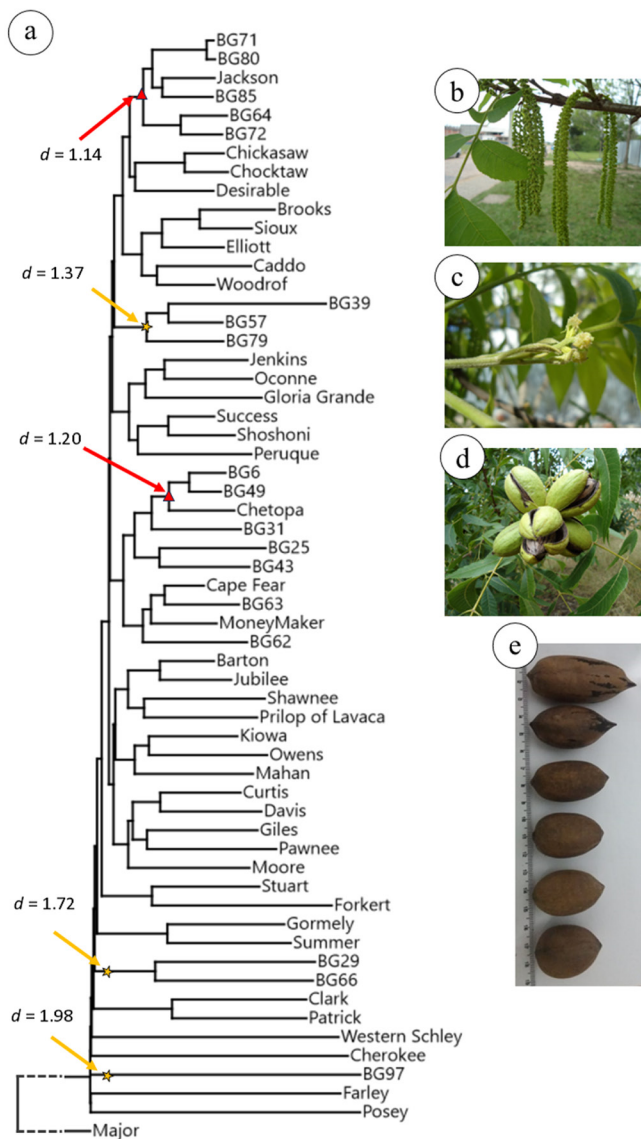 a
BG71
BG80
Jackson
BG85
BG64
BG72
d = 1.14
Chickasaw
Chocktaw
Desirable
Brooks
Sioux
Elliott
Caddo
Woodrof
d = 1.37
BG39
BG57
BG79
Jenkins
Oconne
Gloria Grande
Success
Shoshoni
Peruque
d = 1.20
BG6
BG49
Chetopa
BG31
BG25
BG43
Cape Fear
BG63
MoneyMaker
BG62
Barton
Jubilee
Shawnee
Prilop of Lavaca
Kiowa
Owens
Mahan
Curtis
Davis
Giles
Pawnee
Moore
Stuart
Forkert
d = 1.72
Gormely
Summer
BG29
BG66
Clark
Patrick
d = 1.98
Western Schley
Cherokee
BG97
Farley
Posey
Major
b
c
d
e